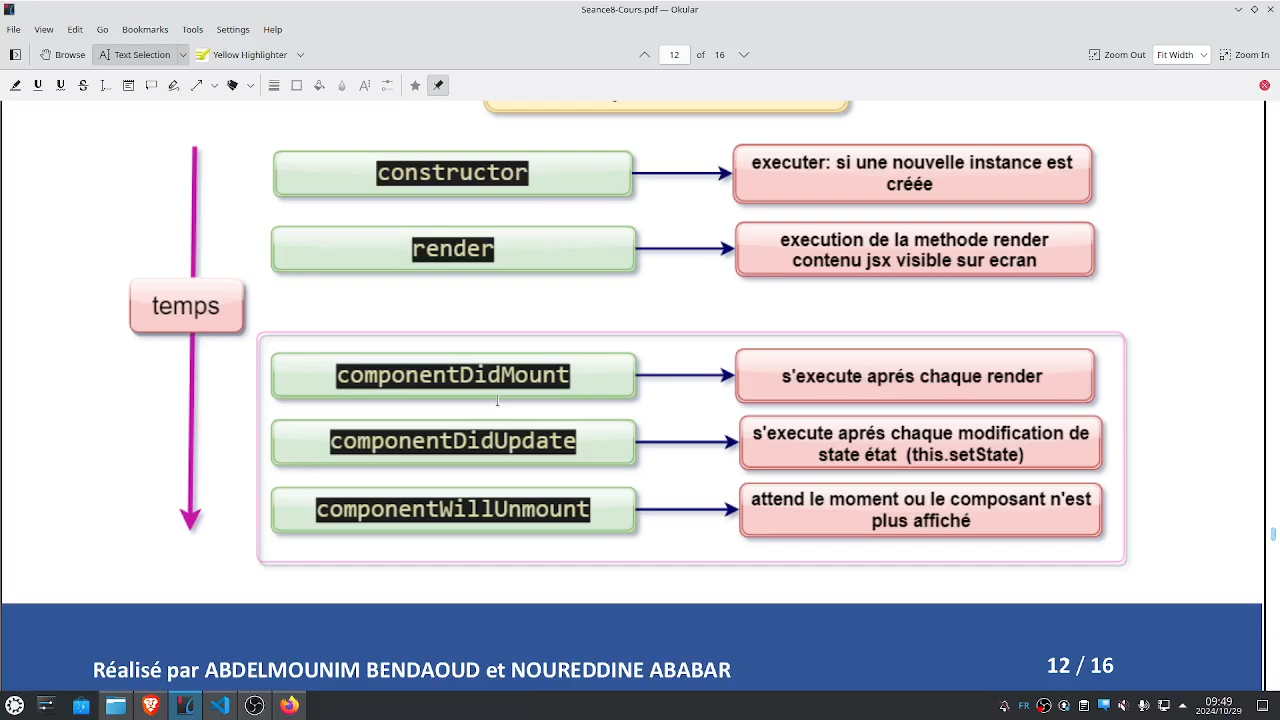 Seance8-Cours.pdf — Okular
File View Edit Go Bookmarks Tools Settings Help
Browse Text Selection Yellow Highlighter 12 of 16 Zoom Out Fit Width Zoom In
constructor
executer: si une nouvelle instance est
créée
render
execution de la methode render
contenu jsx visible sur ecran
temps
componentDidMount
s'execute aprés chaque render
componentDidUpdate
s'execute aprés chaque modification de
state état (this.setState)
componentWillUnmount
attend le moment ou le composant n'est
plus affiché
Réalisé par ABDELMOUNIM BENDAOUD et NOUREDDINE ABABAR
12 / 16
FR
09:49
2024/10/29